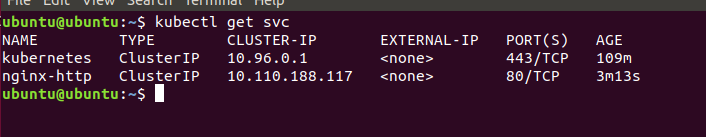 File Edit View Search Terminal Help
ubuntu@ubuntu:~$ kubectl get svc
NAME TYPE CLUSTER-IP EXTERNAL-IP PORT(S) AGE
kubernetes ClusterIP 10.96.0.1 <none> 443/TCP 109m
nginx-http ClusterIP 10.110.188.117 <none> 80/TCP 3m13s
ubuntu@ubuntu:~$